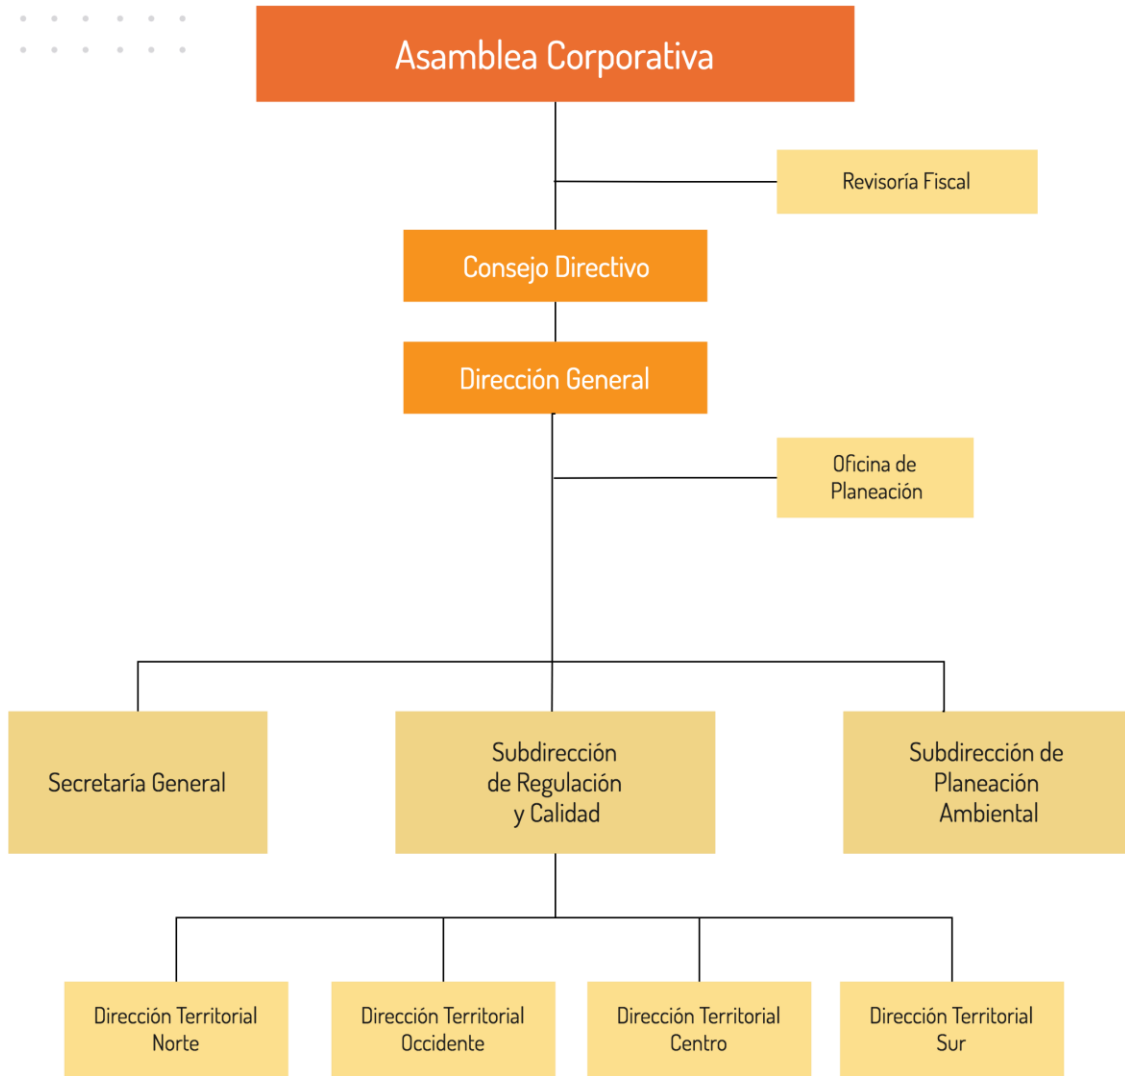 Asamblea Corporativa
Revisoría Fiscal
Consejo Directivo
Dirección General
Oficina de
Planeación
Secretaría General
Subdirección
de Regulación
y Calidad
Subdirección de
Planeación
Ambiental
Dirección Territorial
Norte
Dirección Territorial
Occidente
Dirección Territorial
Centro
Dirección Territorial
Sur